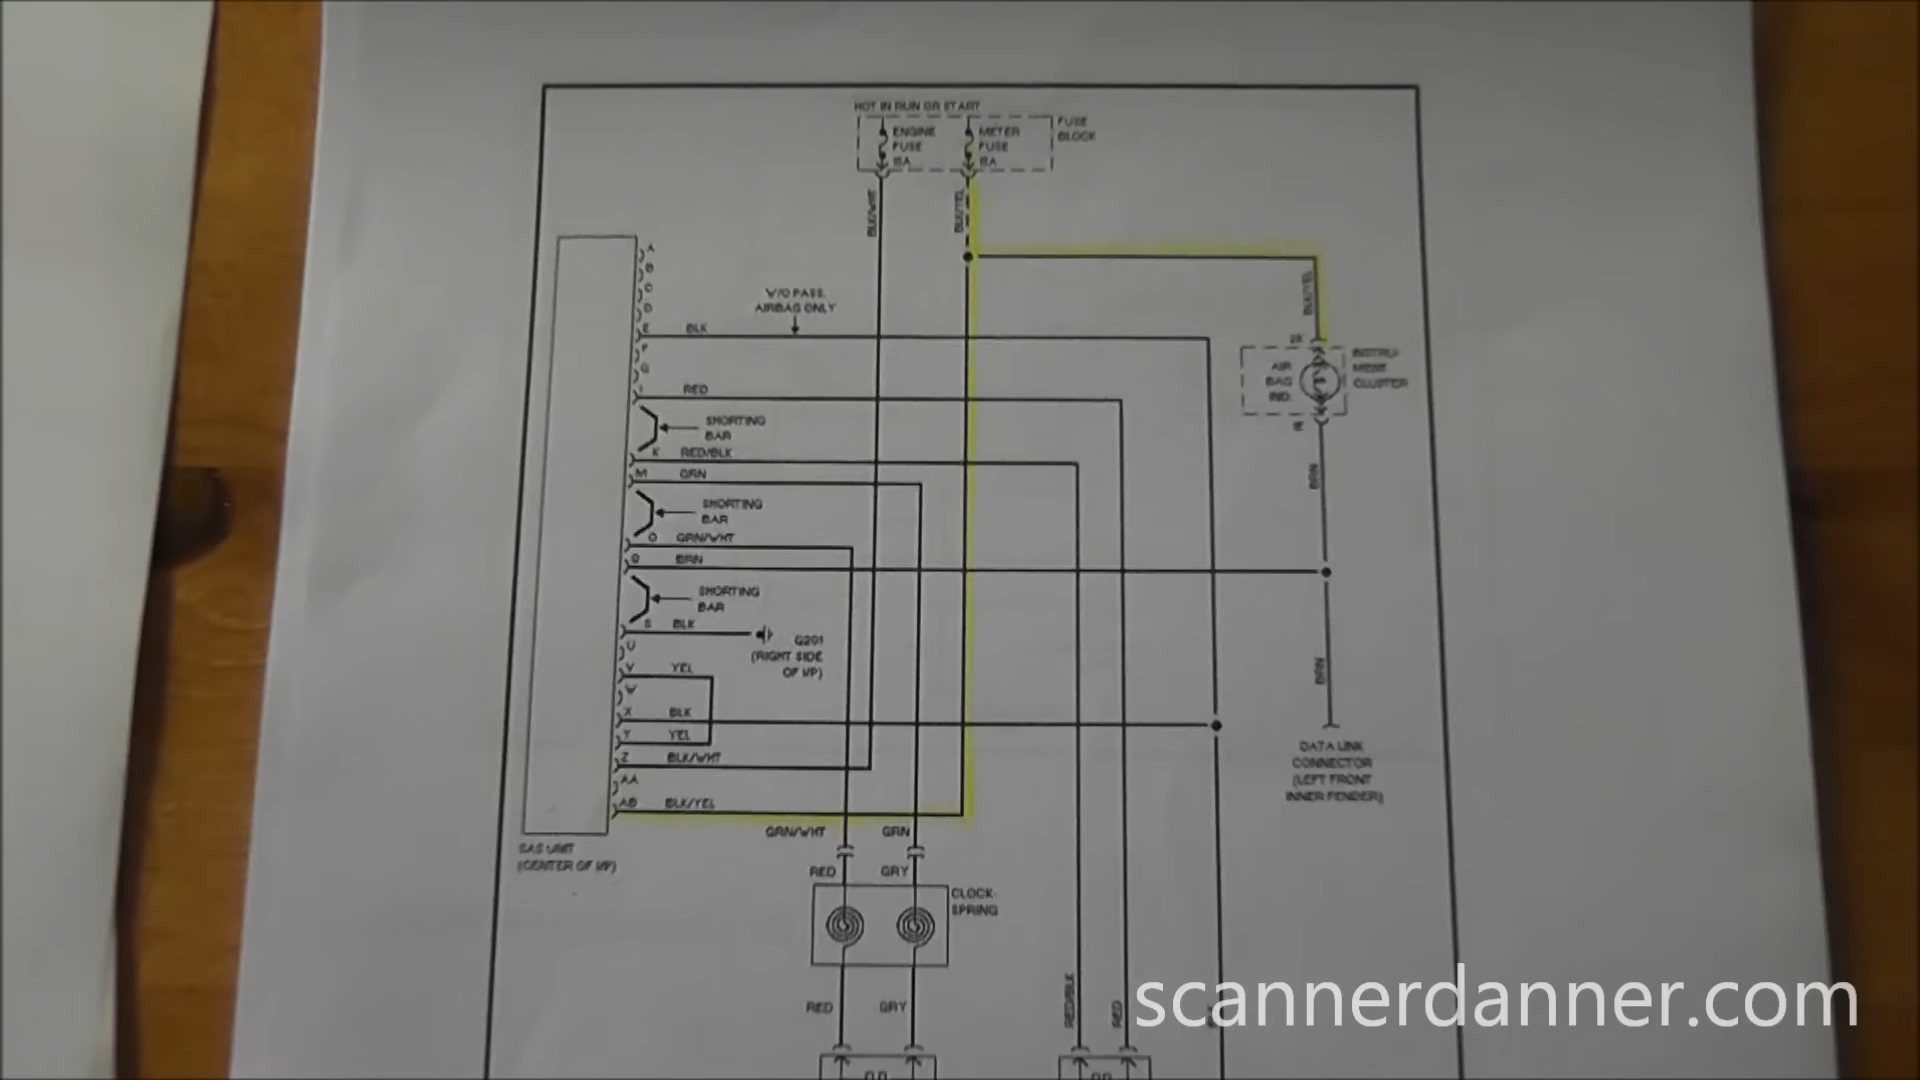 HOT IN RUN OR START
ENGINE
FUSE
15A
METER
FUSE
15A
FUSE
BLOCK
BLK/WHT
BLK/YEL
A
B
C
D
E BLK
W/O PASS.
AIRBAG ONLY
F
G
I RED
SHORTING
BAR
K RED/BLK
M GRN
SHORTING
BAR
O GRN/WHT
Q BRN
SHORTING
BAR
S BLK
G201
(RIGHT SIDE
OF I/P)
U
V YEL
W
X BLK
Y YEL
Z BLK/WHT
AA
AB BLK/YEL
SAS UNIT
(CENTER OF I/P)
BLK/YEL
AIR
BAG
IND.
INSTRU-
MENT
CLUSTER
BRN
BRN
DATA LINK
CONNECTOR
(LEFT FRONT
INNER FENDER)
GRN/WHT GRN
RED GRY
CLOCK-
SPRING
RED GRY
RED/BLK
RED
scannerdanner.com